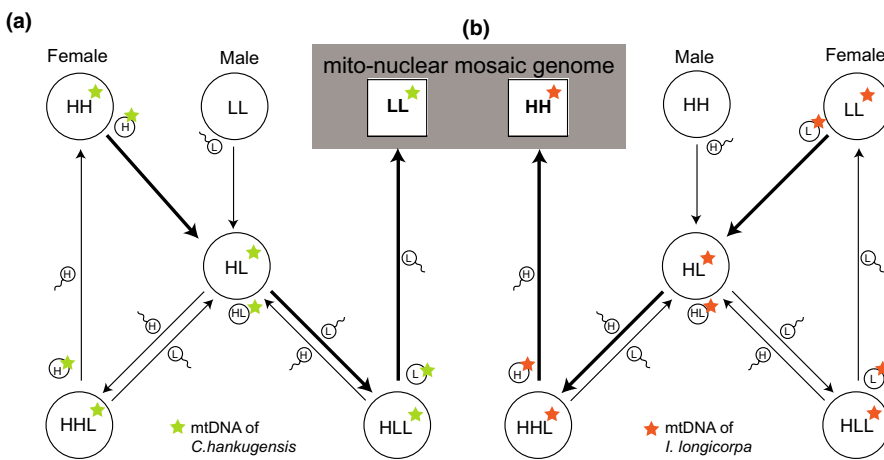 (a)
(b)
Female
Male
mito-nuclear mosaic genome
Male
Female
HH
LL
LL
HH
HH
LL
H
L
H
L
HL
HL
HL
HL
H
L
H
L
H
L
H
L
H
L
H
L
H
L
H
L
HHL
HLL
HHL
HLL
mtDNA of
C.hankugensis
mtDNA of
I. longicorpa